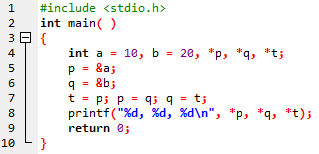 1 #include <stdio.h>
2 int main( )
3 {
4 int a = 10, b = 20, *p, *q, *t;
5 p = &a;
6 q = &b;
7 t = p; p = q; q = t;
8 printf("%d, %d, %d\n", *p, *q, *t);
9 return 0;
10 }